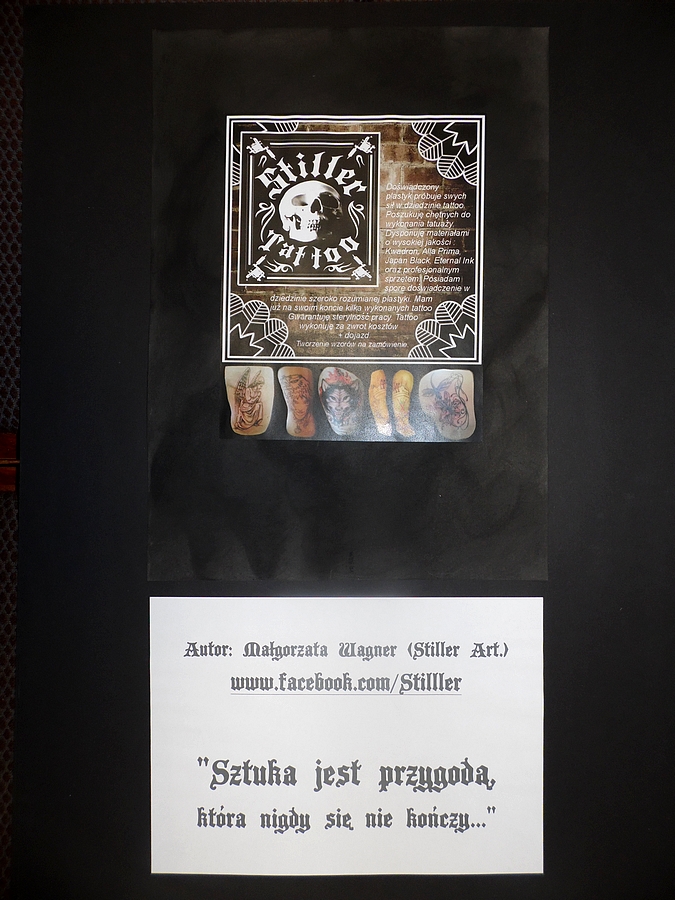 Stiller
Tattoo
Doświadczony
plastyk próbuje swych
sił w dziedzinie tattoo.
Poszukuję chętnych do
wykonania tatuaży.
Dysponuję materiałami
o wysokiej jakości :
Kwadron, Alla Prima,
Japan Black, Eternal Ink
oraz profesjonalnym
sprzętem. Posiadam
spore doświadczenie w
dziedzinie szeroko rozumianej plastyki. Mam
już na swoim koncie kilka wykonanych tattoo
Gwarantuję sterylność pracy. Tattoo
wykonuję za zwrot kosztów
+ dojazd.
Tworzenie wzorów na zamówienie.
Autor: Małgorzata Wagner (Stiller Art.)
www.facebook.com/Stilller
"Sztuka jest przygodą,
która nigdy się nie kończy..."